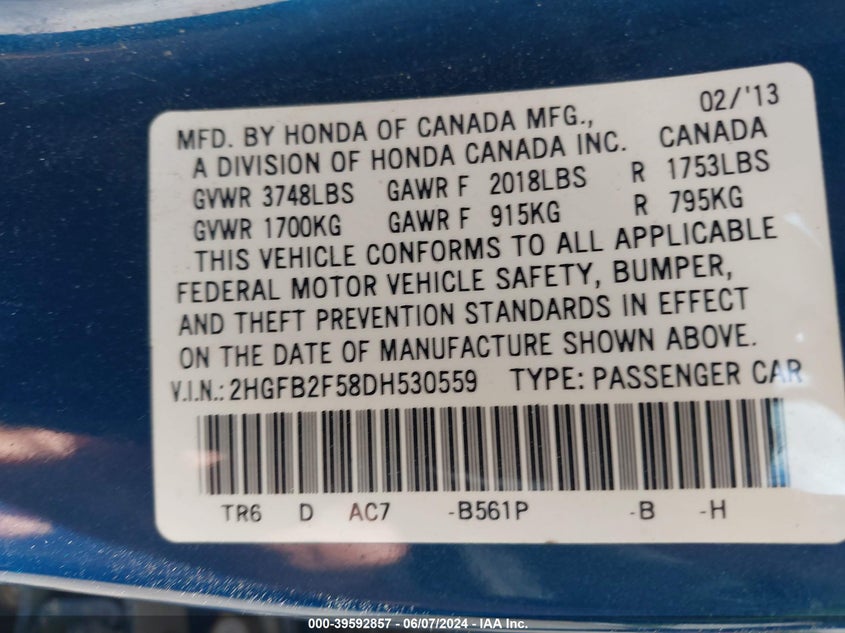 02/'13
MFD. BY HONDA OF CANADA MFG.,
A DIVISION OF HONDA CANADA INC. CANADA
GVWR 3748LBS GAWR F 2018LBS R 1753LBS
GVWR 1700KG GAWR F 915KG R 795KG
THIS VEHICLE CONFORMS TO ALL APPLICABLE
FEDERAL MOTOR VEHICLE SAFETY, BUMPER,
AND THEFT PREVENTION STANDARDS IN EFFECT
ON THE DATE OF MANUFACTURE SHOWN ABOVE.
V.I.N.: 2HGFB2F58DH530559 TYPE: PASSENGER CAR
TR6 D AC7 -B561P -B -H
000-39592857 - 06/07/2024 - IAA Inc.